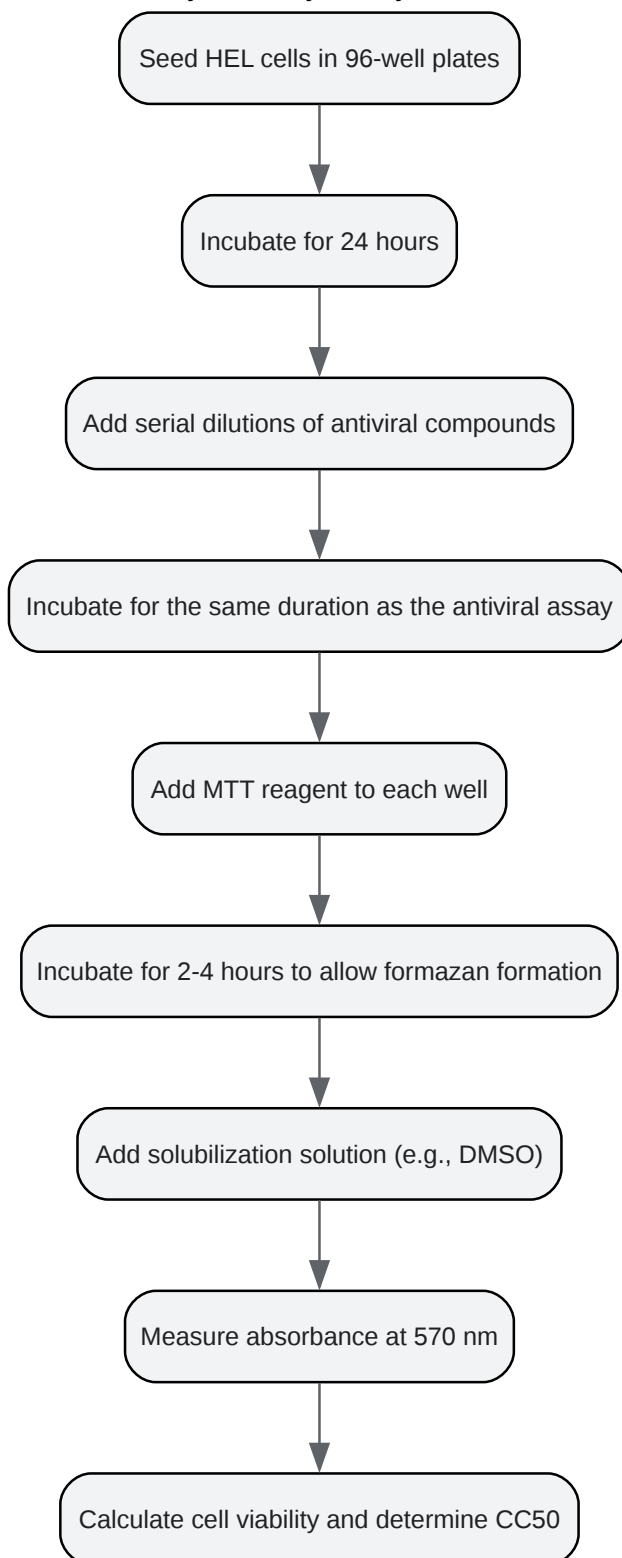 Seed HEL cells in 96-well plates
Incubate for 24 hours
Add serial dilutions of antiviral compounds
Incubate for the same duration as the antiviral assay
Add MTT reagent to each well
Incubate for 2-4 hours to allow formazan formation
Add solubilization solution (e.g., DMSO)
Measure absorbance at 570 nm
Calculate cell viability and determine CC50